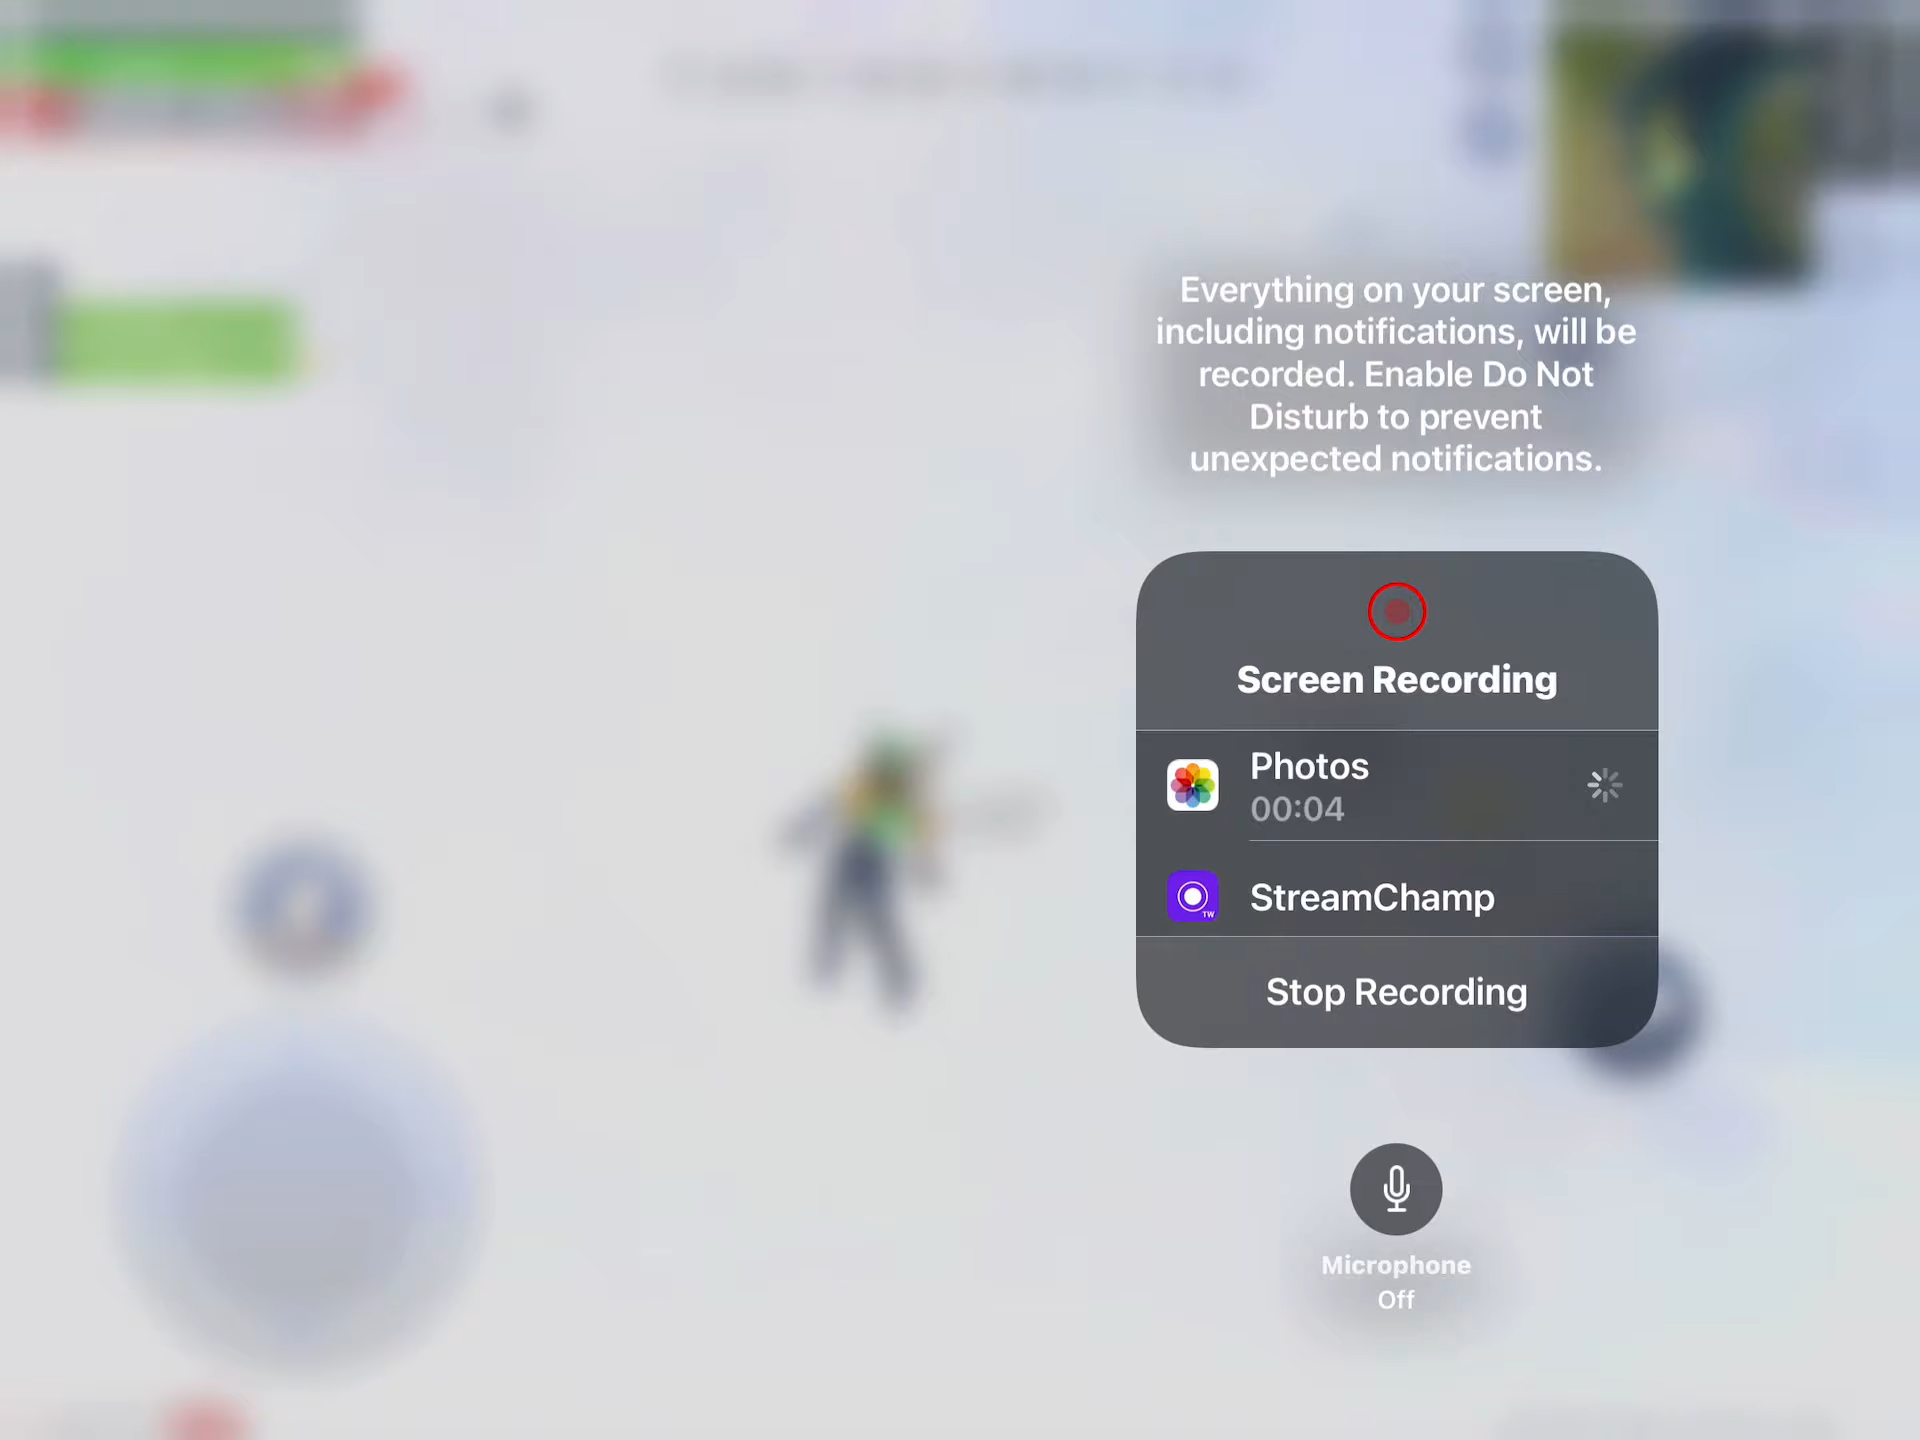 Everything on your screen,
including notifications, will be
recorded. Enable Do Not
Disturb to prevent
unexpected notifications.
Screen Recording
Photos
00:04
TW
StreamChamp
Stop Recording
Microphone
Off